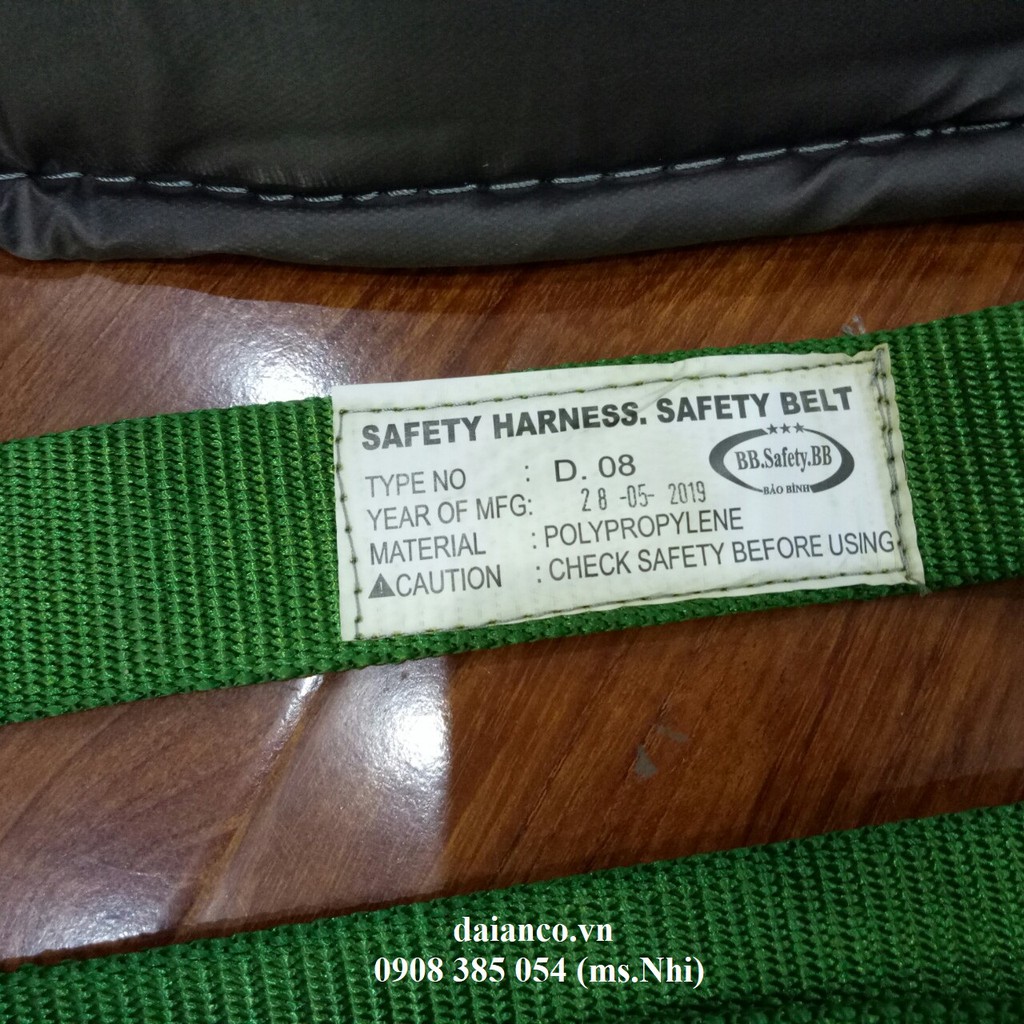 SAFETY HARNESS. SAFETY BELT
TYPE NO : D. 08
BB.Safety.BB
BẢO BÌNH
YEAR OF MFG: 28-05-2019
MATERIAL : POLYPROPYLENE
CAUTION : CHECK SAFETY BEFORE USING
daianco.vn
0908 385 054 (ms.Nhi)